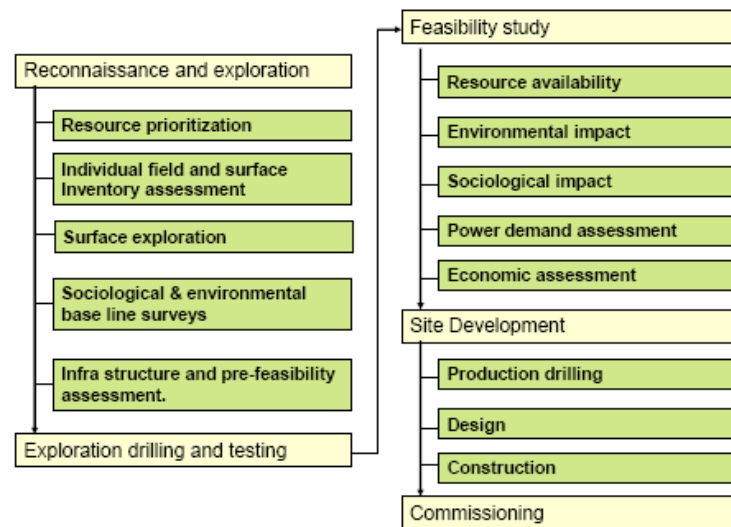 Reconnaissance and exploration
Resource prioritization
Individual field and surface
Inventory assessment
Surface exploration
Sociological & environmental
base line surveys
Infra structure and pre-feasibility
assessment.
Exploration drilling and testing
Feasibility study
Resource availability
Environmental impact
Sociological impact
Power demand assessment
Economic assessment
Site Development
Production drilling
Design
Construction
Commissioning